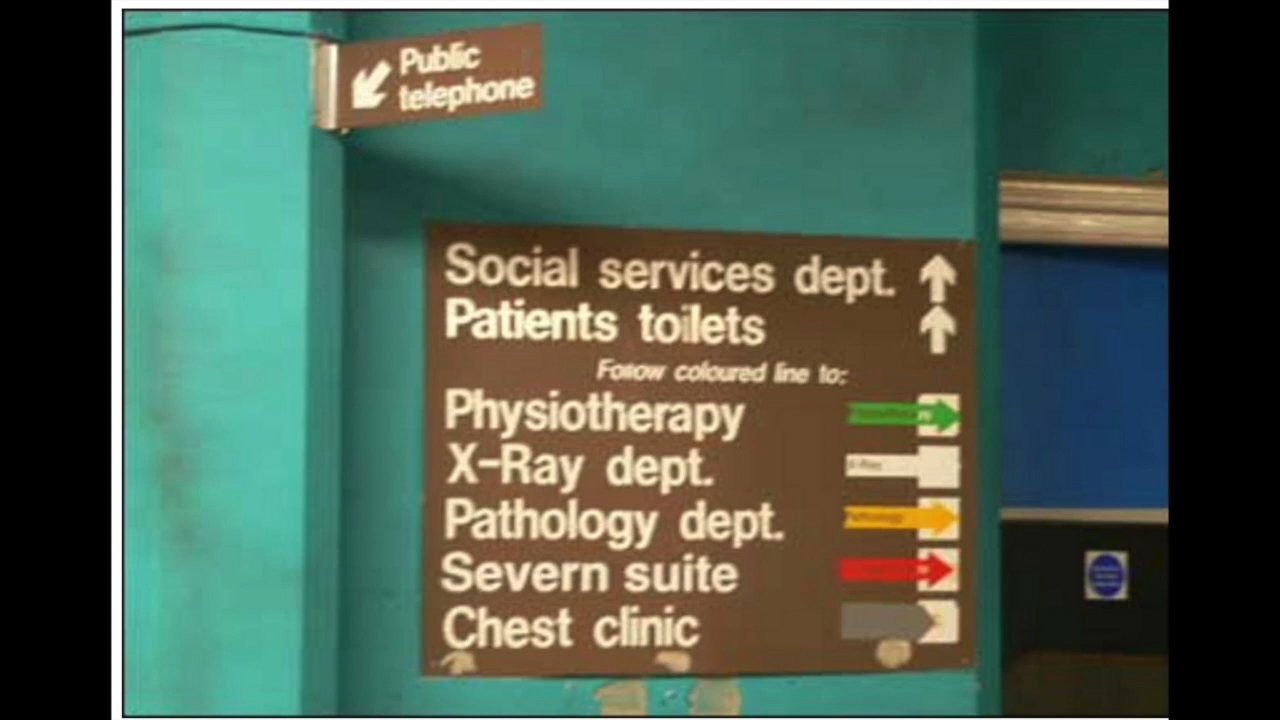 Public
telephone
Social services dept.
Patients toilets
Follow coloured line to:
Physiotherapy
X-Ray dept.
Pathology dept.
Severn suite
Chest clinic
X-Ray